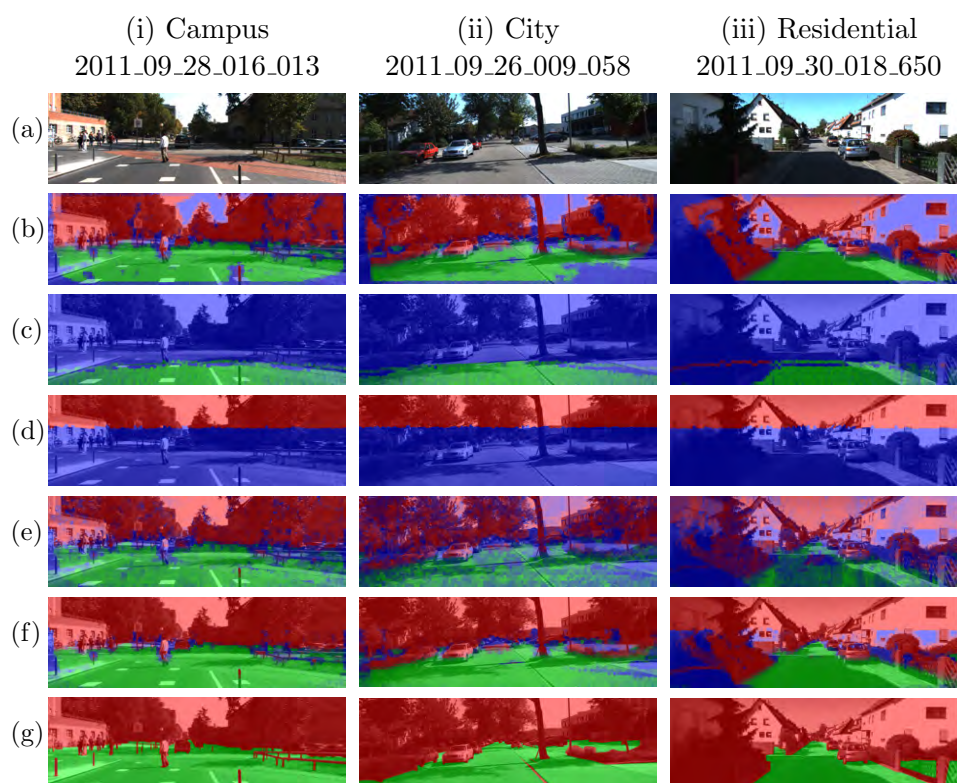 (i) Campus
2011_09_28_016_013
(ii) City
2011_09_26_009_058
(iii) Residential
2011_09_30_018_650
(a)
(b)
(c)
(d)
(e)
(f)
(g)